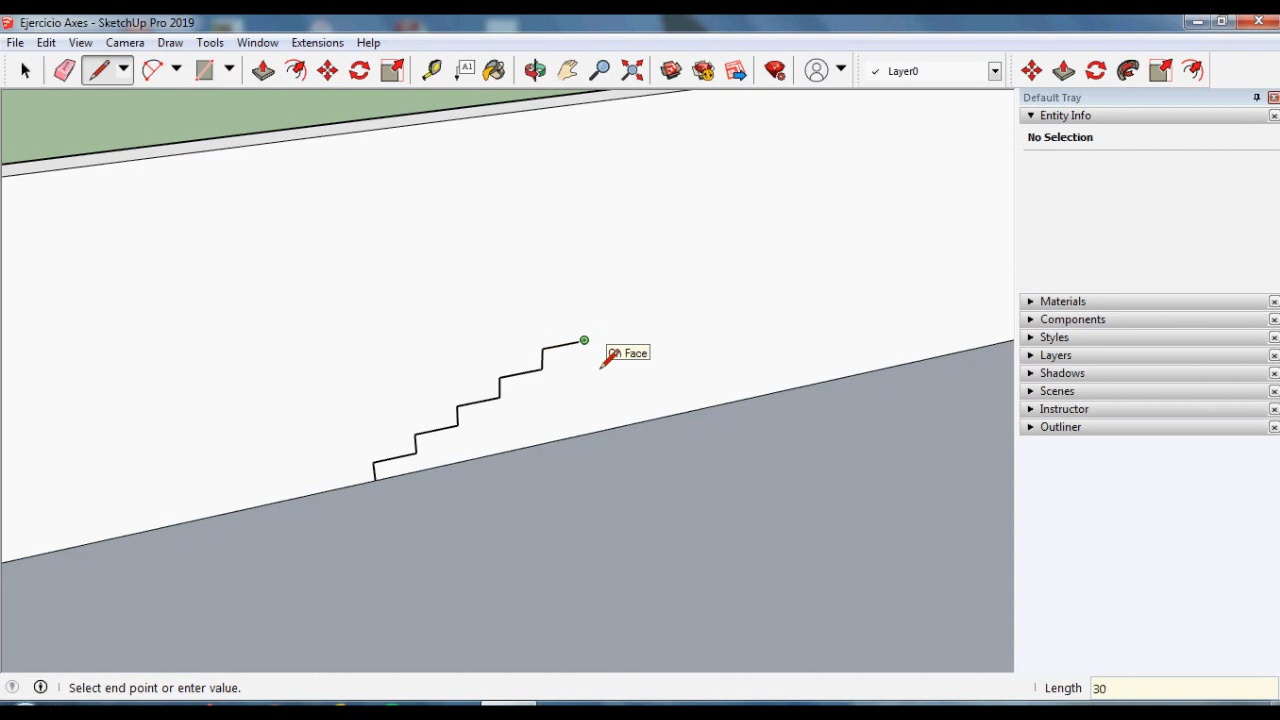 Ejercicio Axes - SketchUp Pro 2019
File Edit View Camera Draw Tools Window Extensions Help
A1
Layer0
Default Tray
Entity Info
No Selection
Materials
Components
Styles
Layers
Shadows
Scenes
Instructor
Outliner
On Face
Select end point or enter value.
Length 30